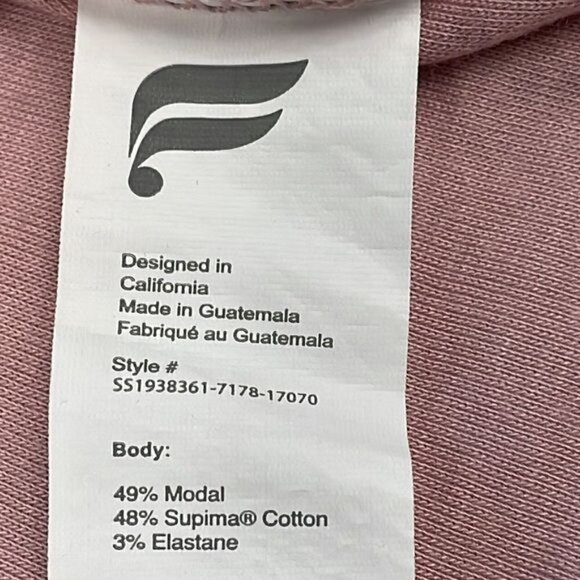 Designed in
California
Made in Guatemala
Fabriqué au Guatemala
Style #
SS1938361-7178-17070
Body:
49% Modal
48% Supima® Cotton
3% Elastane